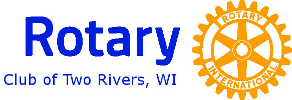 Rotary
Club of Two Rivers, WI
ROTARY
INTERNATIONAL